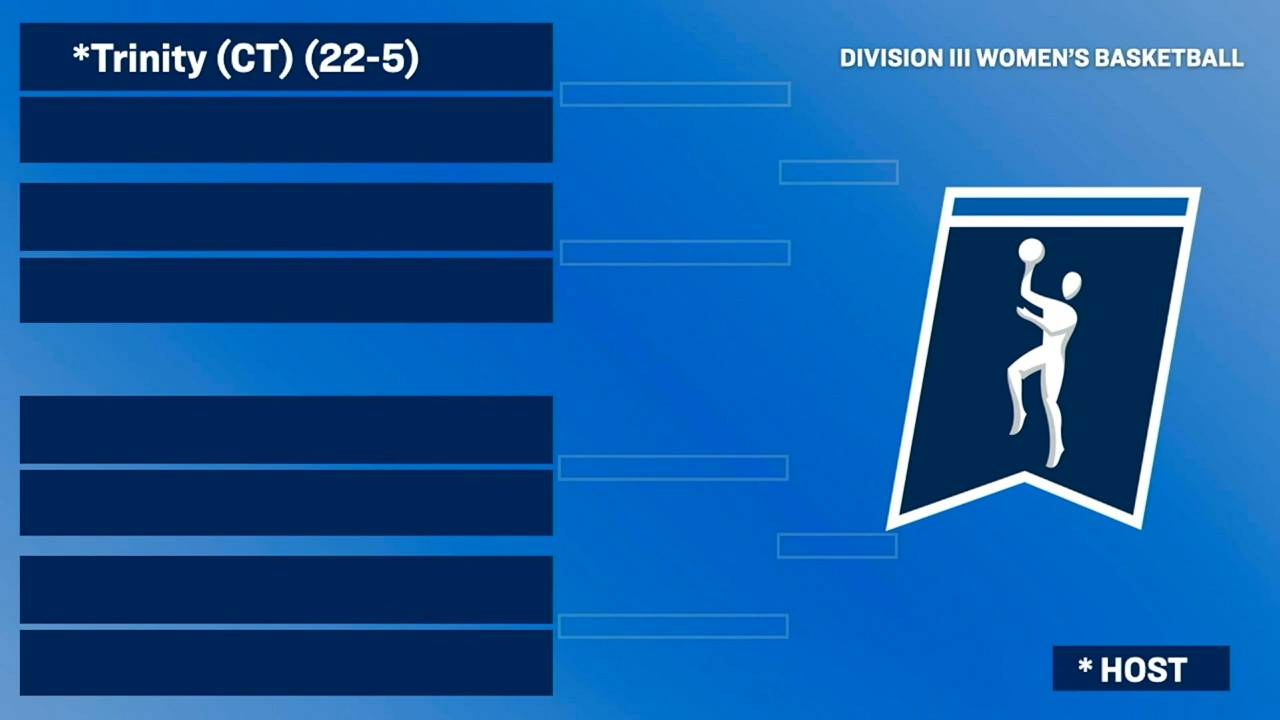 *Trinity (CT) (22-5)
DIVISION III WOMEN'S BASKETBALL
* HOST